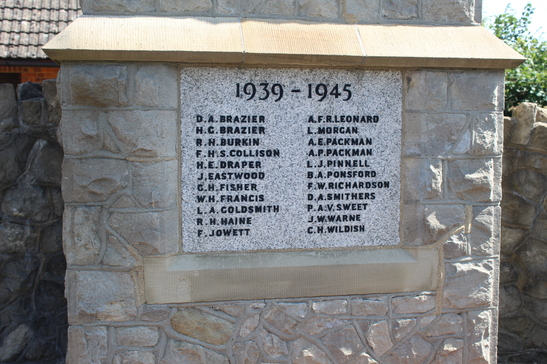 1939 - 1945
D.A. BRAZIER
H.G. BRAZIER
R.H. BURKIN
F.H.S. COLLISON
H.E. DRAPER
J. EASTWOOD
G.H. FISHER
W.H. FRANCIS
L.A. GOLDSMITH
R.H. HAINE
F. JOWETT
A.F.R. LEONARD
L. MORGAN
A.E. PACKMAN
A.P. PACKMAN
L.J. PINNELL
B.A. PONSFORD
F.W. RICHARDSON
D.A. SMITHERS
P.A.V. SWEET
J.W. WARNE
C.H. WILDISH